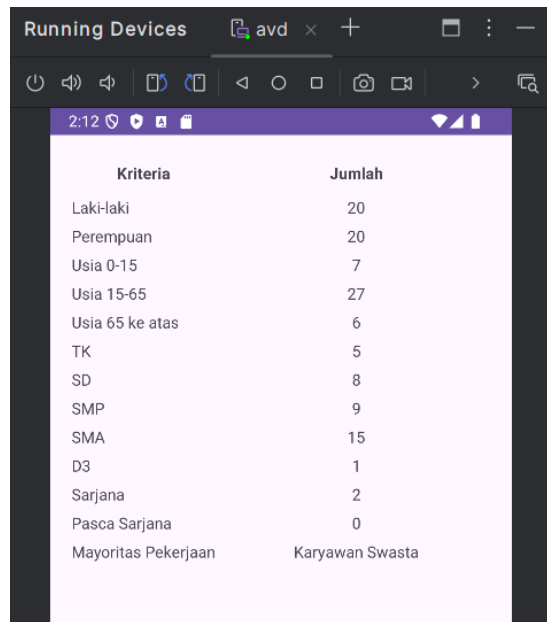 Running Devices avd
2:12
Kriteria Jumlah
Laki-laki 20
Perempuan 20
Usia 0-15 7
Usia 15-65 27
Usia 65 ke atas 6
TK 5
SD 8
SMP 9
SMA 15
D3 1
Sarjana 2
Pasca Sarjana 0
Mayoritas Pekerjaan Karyawan Swasta